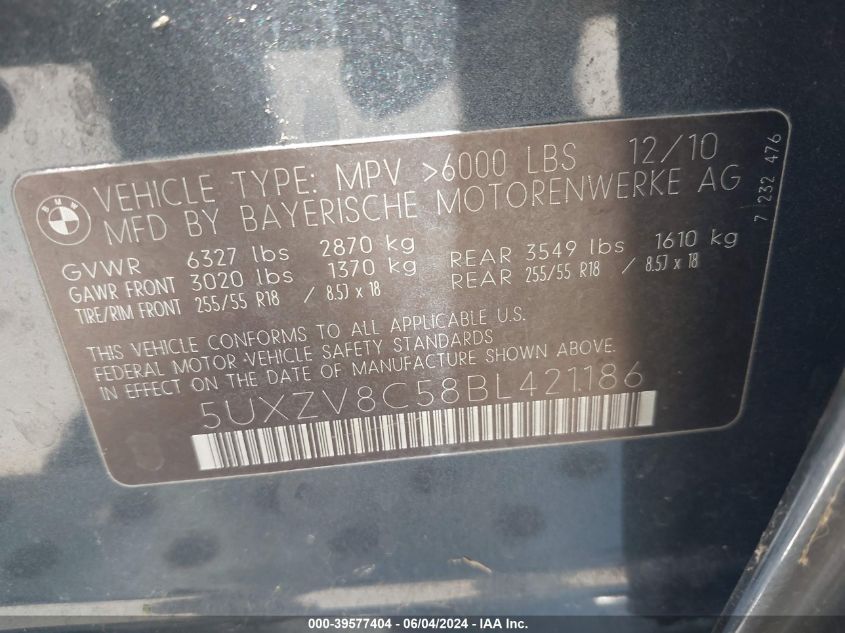 BMW
VEHICLE TYPE: MPV >6000 LBS 12/10
MFD BY BAYERISCHE MOTORENWERKE AG
7 232 476
GVWR 6327 lbs 2870 kg
GAWR FRONT 3020 lbs 1370 kg REAR 3549 lbs 1610 kg
TIRE/RIM FRONT 255/55 R18 / 8.5J x 18 REAR 255/55 R18 / 8.5J x 18
THIS VEHICLE CONFORMS TO ALL APPLICABLE U.S.
FEDERAL MOTOR-VEHICLE SAFETY STANDARDS
IN EFFECT ON THE DATE OF MANUFACTURE SHOWN ABOVE.
5UXZV8C58BL421186
000-39577404 - 06/04/2024 - IAA Inc.